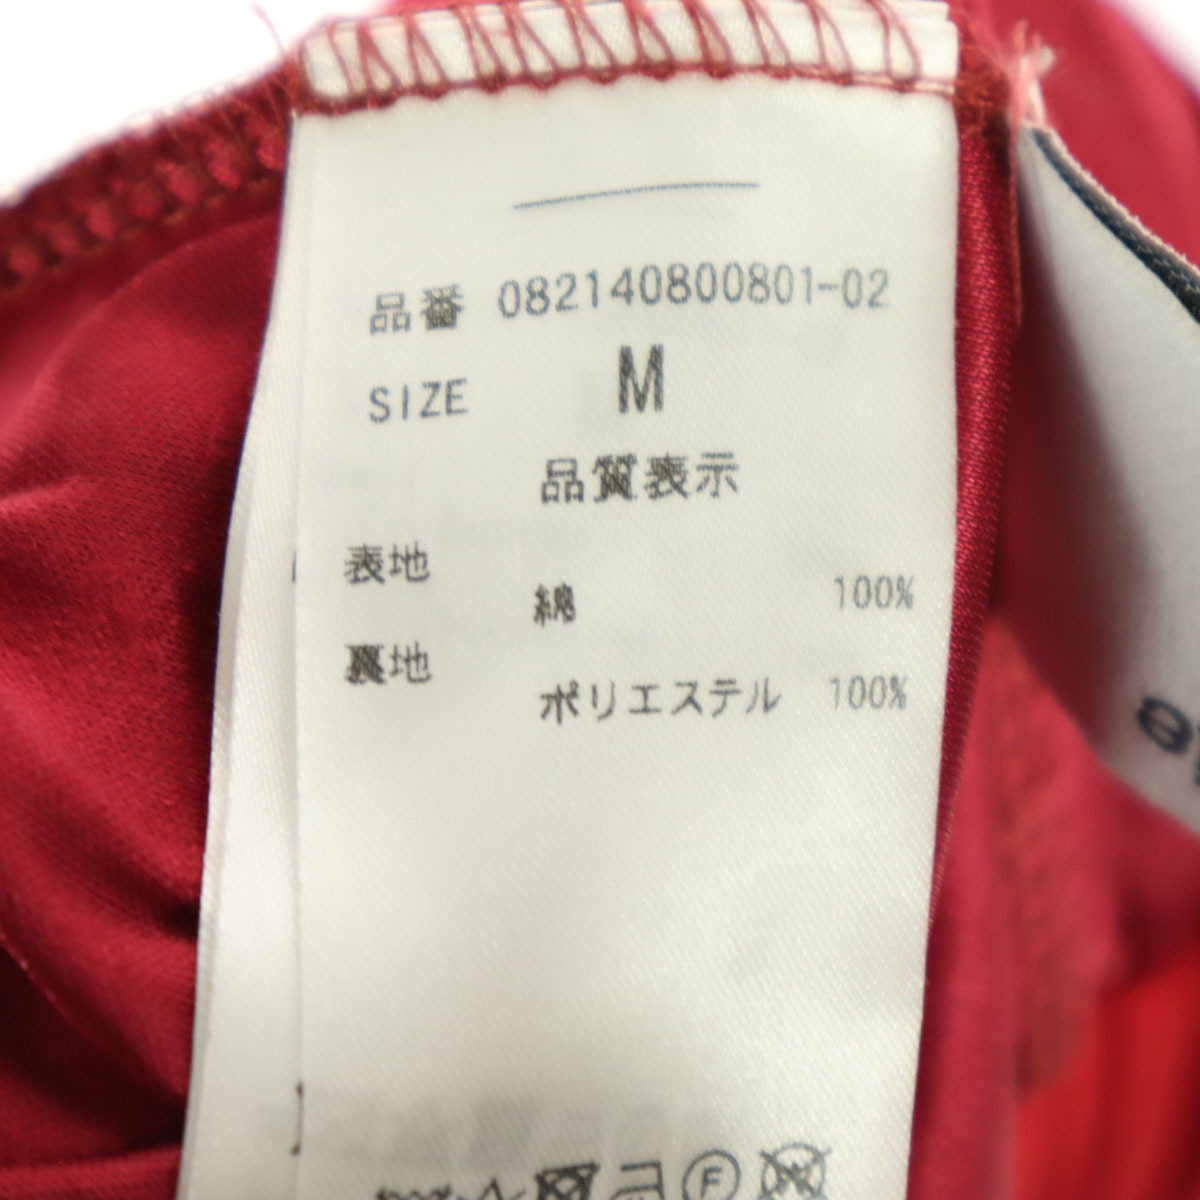 品番 082140800801-02
SIZE M
品質表示
表地
綿 100%
裏地
ポリエステル 100%